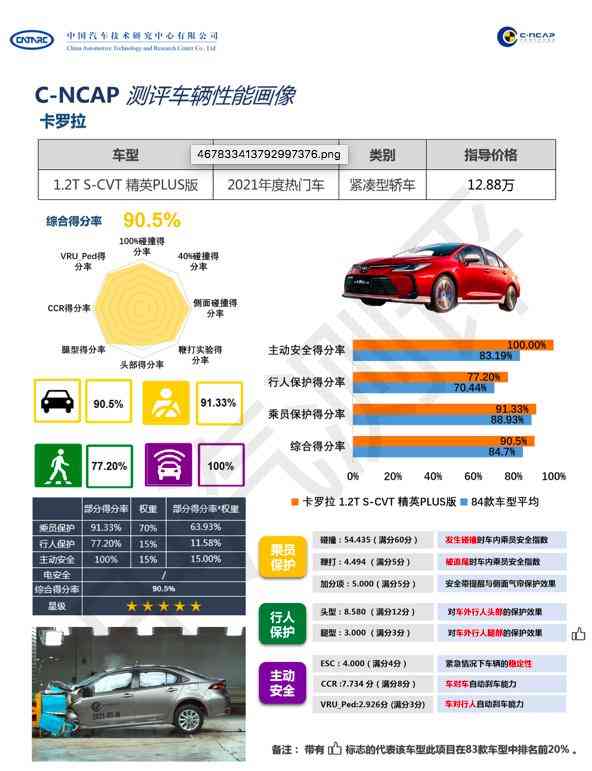 CATARC
中国汽车技术研究中心有限公司
China Automotive Technology and Research Center Co., Ltd
C-NCAP
C-NCAP 测评车辆性能画像
卡罗拉
车型 类别 指导价格
467833413792997376.png
1.2T S-CVT 精英PLUS版 2021年度热门车 紧凑型轿车 12.88万
综合得分率 90.5%
100%碰撞得分率
40%碰撞得分率
侧面碰撞得分率
鞭打实验得分率
头部得分率
腿型得分率
CCR得分率
VRU_Ped得分率
90.5%
91.33%
77.20%
100%
主动安全得分率 100.00% 83.19%
行人保护得分率 77.20% 70.44%
乘员保护得分率 91.33% 88.93%
综合得分率 90.5% 84.7%
0% 20% 40% 60% 80% 100%
卡罗拉 1.2T S-CVT 精英PLUS版 84款车型平均
部分得分率 权重 部分得分率*权重
乘员保护 91.33% 70% 63.93%
行人保护 77.20% 15% 11.58%
主动安全 100% 15% 15.00%
电安全 /
综合得分率 90.5%
星级 ★★★★★
乘员保护
碰撞：54.435（满分60分） 发生碰撞时车内乘员安全指数
鞭打：4.494（满分5分） 被追尾时车内乘员安全指数
加分项：5.000（满分5分） 安全带提醒与侧面气帘保护效果
行人保护
头型：8.580（满分12分） 对车外行人头部的保护效果
腿型：3.000（满分3分） 对车外行人腿部的保护效果
主动安全
ESC：4.000（满分4分） 紧急情况下车辆的稳定性
CCR :7.734 分（满分8分） 车对车自动刹车能力
VRU_Ped:2.926分 (满分3分) 车对行人自动刹车能力
备注： 带有 标志的代表该车型此项目在83款车型中排名前20% 。